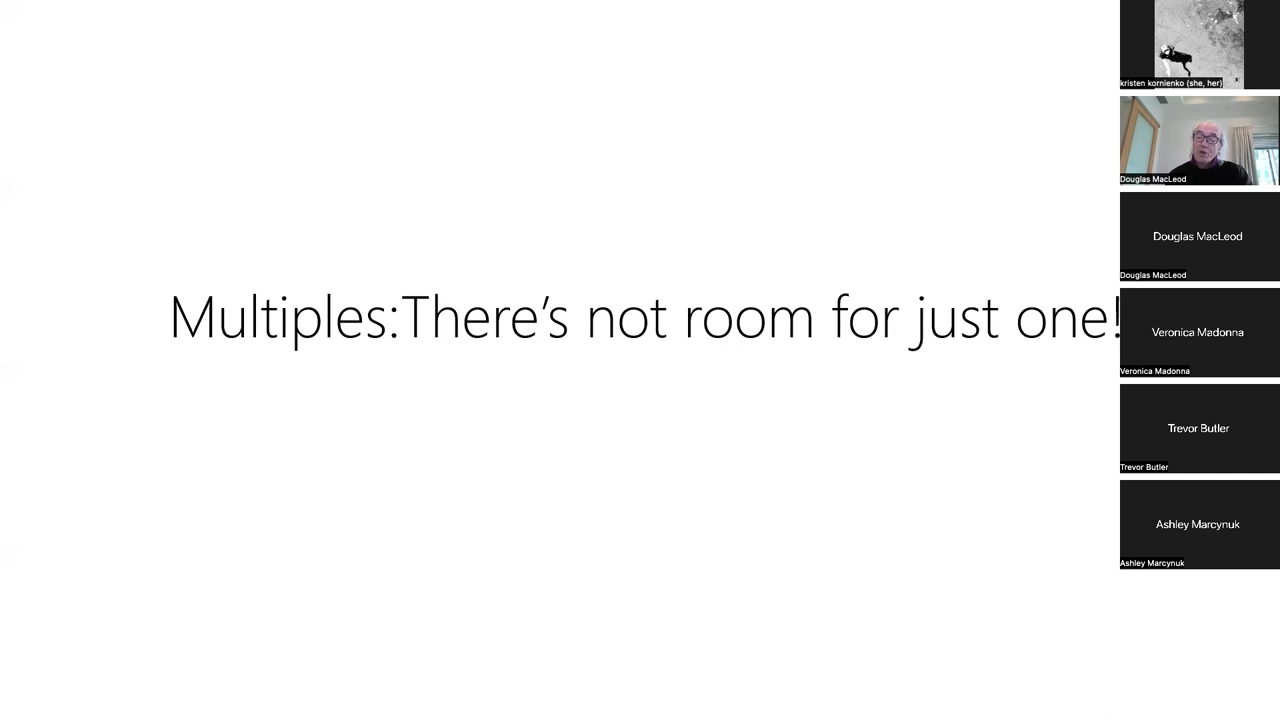 Multiples:There's not room for just one!
kristen kornienko (she, her)
Douglas MacLeod
Douglas MacLeod
Douglas MacLeod
Veronica Madonna
Veronica Madonna
Trevor Butler
Trevor Butler
Ashley Marcynuk
Ashley Marcynuk